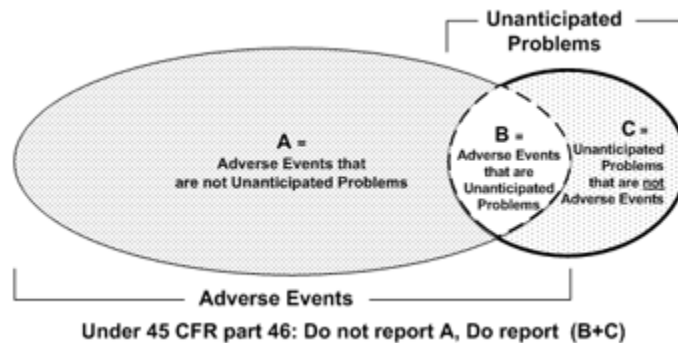 Unanticipated
Problems
A =
Adverse Events that
are not Unanticipated Problems
B =
Adverse Events
that are
Unanticipated
Problems
C =
Unanticipated
Problems
that are not
Adverse Events
Adverse Events
Under 45 CFR part 46: Do not report A, Do report (B+C)